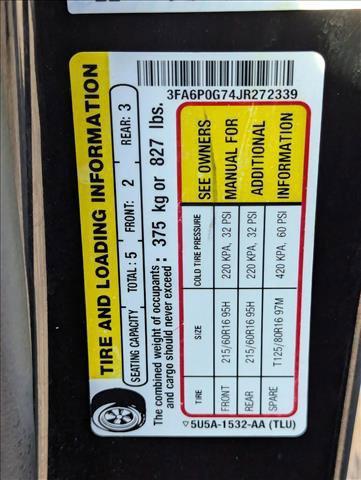 3FA6P0G74JR272339
TIRE AND LOADING INFORMATION
SEATING CAPACITY TOTAL: 5 FRONT: 2 REAR: 3
The combined weight of occupants
and cargo should never exceed : 375 kg or 827 lbs.
TIRE SIZE COLD TIRE PRESSURE SEE OWNERS
FRONT 215/60R16 95H 220 KPA, 32 PSI MANUAL FOR
REAR 215/60R16 95H 220 KPA, 32 PSI ADDITIONAL
SPARE T125/80R16 97M 420 KPA, 60 PSI INFORMATION
▽5U5A-1532-AA (TLU)